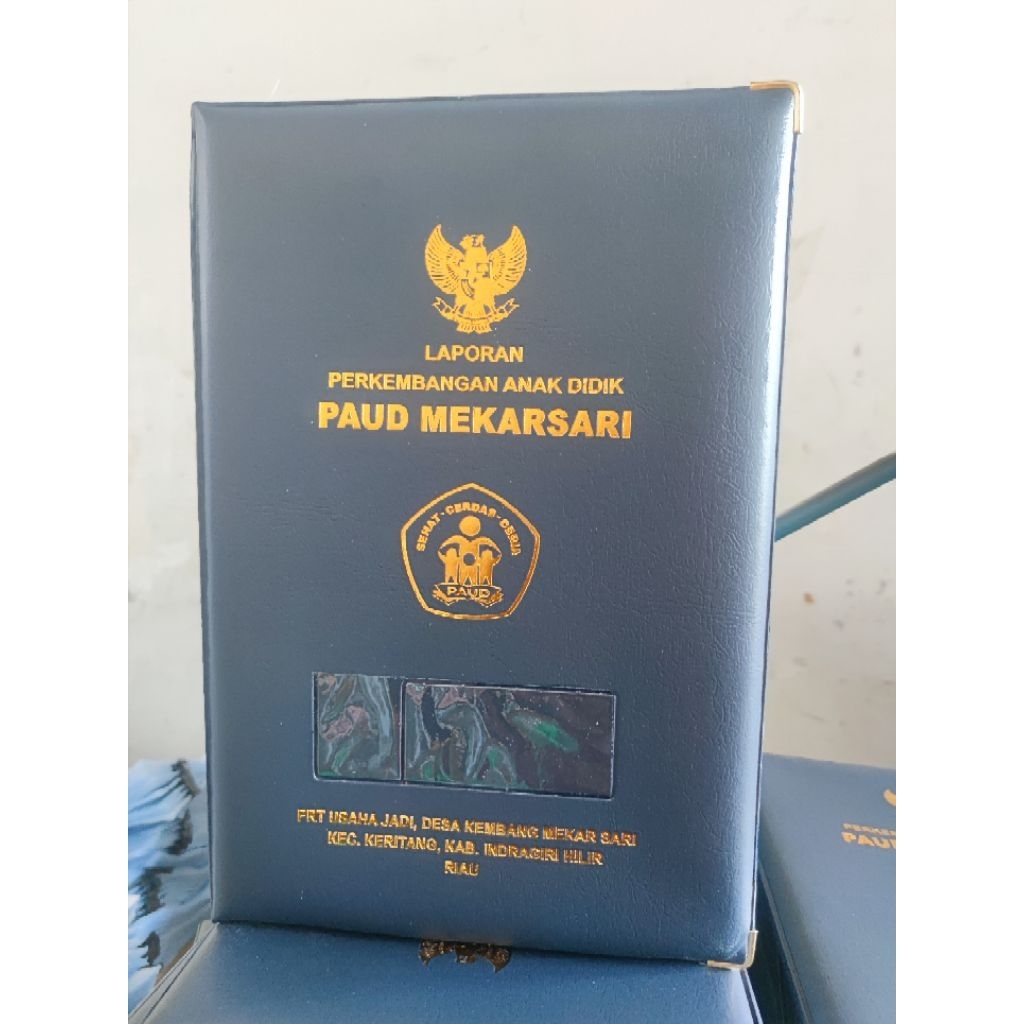 LAPORAN
PERKEMBANGAN ANAK DIDIK
PAUD MEKARSARI
SEHAT-CERDAS-CERIA
PAUD
PRT USAHA JADI, DESA KEMBANG MEKAR SARI
KEC. KERITANG, KAB. INDRAGIRI HILIR
RIAU
PAUD